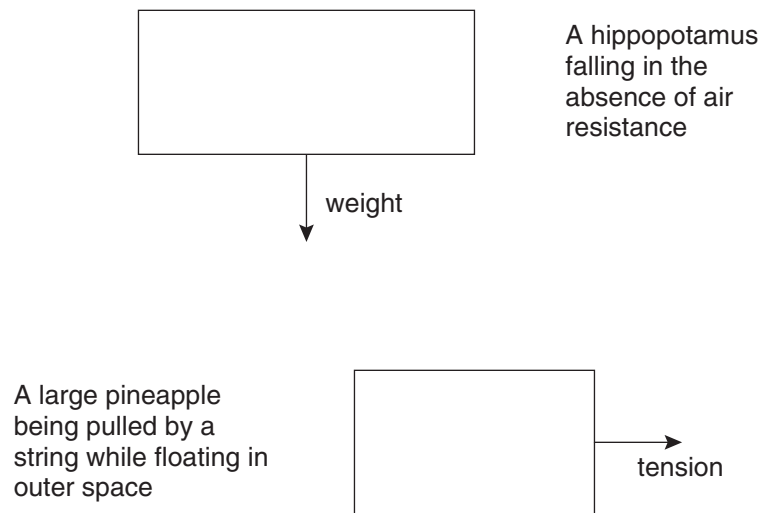 A hippopotamus
falling in the
absence of air
resistance
weight
A large pineapple
being pulled by a
string while floating in
outer space
tension